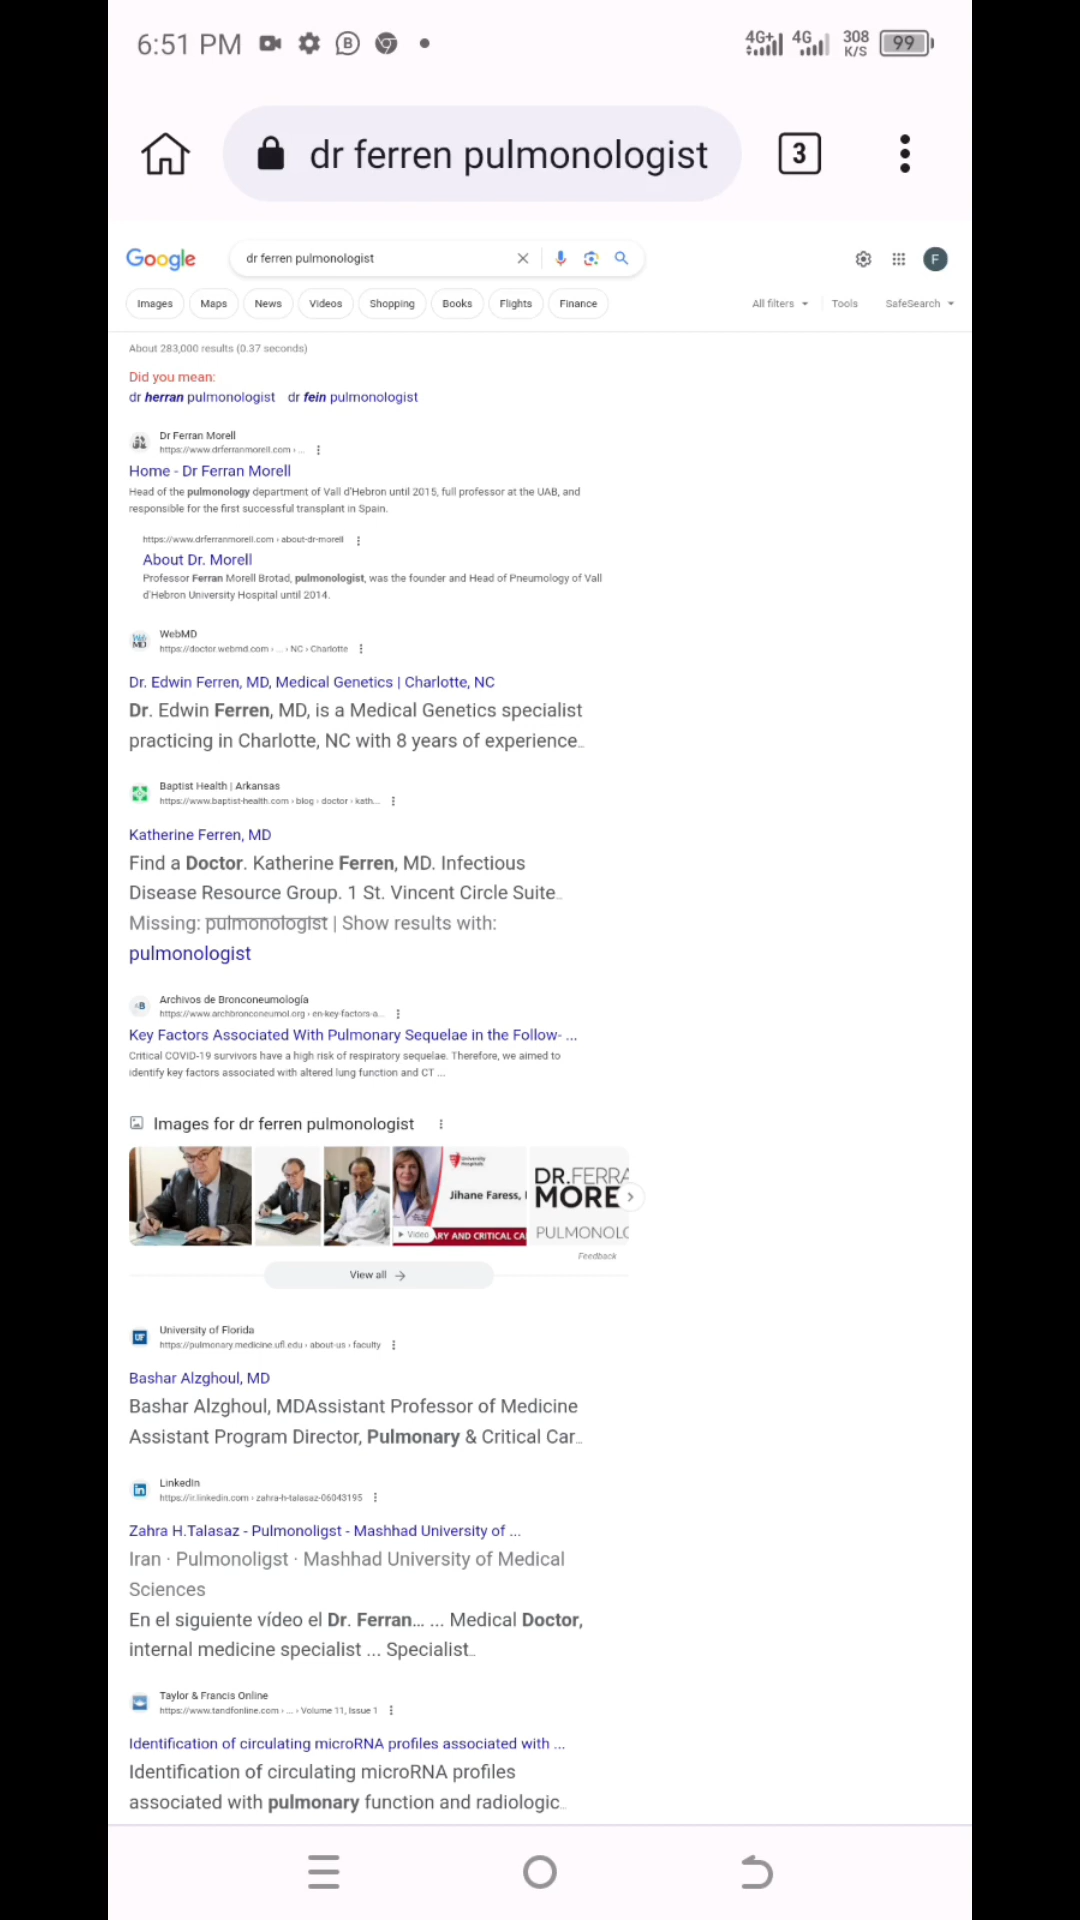 6:51 PM
4G+ 4G 308 K/S 99
dr ferren pulmonologist
3
Google
dr ferren pulmonologist
F
Images Maps News Videos Shopping Books Flights Finance
All filters Tools SafeSearch
About 283,000 results (0.37 seconds)
Did you mean:
dr herran pulmonologist dr fein pulmonologist
Dr Ferran Morell
https://www.drferranmorell.com › ...
Home - Dr Ferran Morell
Head of the pulmonology department of Vall d'Hebron until 2015, full professor at the UAB, and
responsible for the first successful transplant in Spain.
https://www.drferranmorell.com › about-dr-morell
About Dr. Morell
Professor Ferran Morell Brotad, pulmonologist, was the founder and Head of Pneumology of Vall
d'Hebron University Hospital until 2014.
WebMD
https://doctor.webmd.com › ... › NC › Charlotte
Dr. Edwin Ferren, MD, Medical Genetics | Charlotte, NC
Dr. Edwin Ferren, MD, is a Medical Genetics specialist
practicing in Charlotte, NC with 8 years of experience...
Baptist Health | Arkansas
https://www.baptist-health.com › blog › doctor › kath...
Katherine Ferren, MD
Find a Doctor. Katherine Ferren, MD. Infectious
Disease Resource Group. 1 St. Vincent Circle Suite...
Missing: pulmonologist | Show results with:
pulmonologist
Archivos de Bronconeumología
https://www.archbronconeumol.org › en-key-factors-a...
Key Factors Associated With Pulmonary Sequelae in the Follow- ...
Critical COVID-19 survivors have a high risk of respiratory sequelae. Therefore, we aimed to
identify key factors associated with altered lung function and CT ...
Images for dr ferren pulmonologist
University Hospitals
Jihane Faress,
Video
ARY AND CRITICAL CA
DR.FERRA
MORE
PULMONOLO
Feedback
View all
University of Florida
https://pulmonary.medicine.ufl.edu › about-us › faculty
Bashar Alzghoul, MD
Bashar Alzghoul, MDAssistant Professor of Medicine
Assistant Program Director, Pulmonary & Critical Car...
LinkedIn
https://ir.linkedin.com › zahra-h-talasaz-06043195
Zahra H.Talasaz - Pulmonoligst - Mashhad University of ...
Iran · Pulmonoligst · Mashhad University of Medical
Sciences
En el siguiente vídeo el Dr. Ferran... ... Medical Doctor,
internal medicine specialist ... Specialist...
Taylor & Francis Online
https://www.tandfonline.com › ... › Volume 11, Issue 1
Identification of circulating microRNA profiles associated with ...
Identification of circulating microRNA profiles
associated with pulmonary function and radiologic...